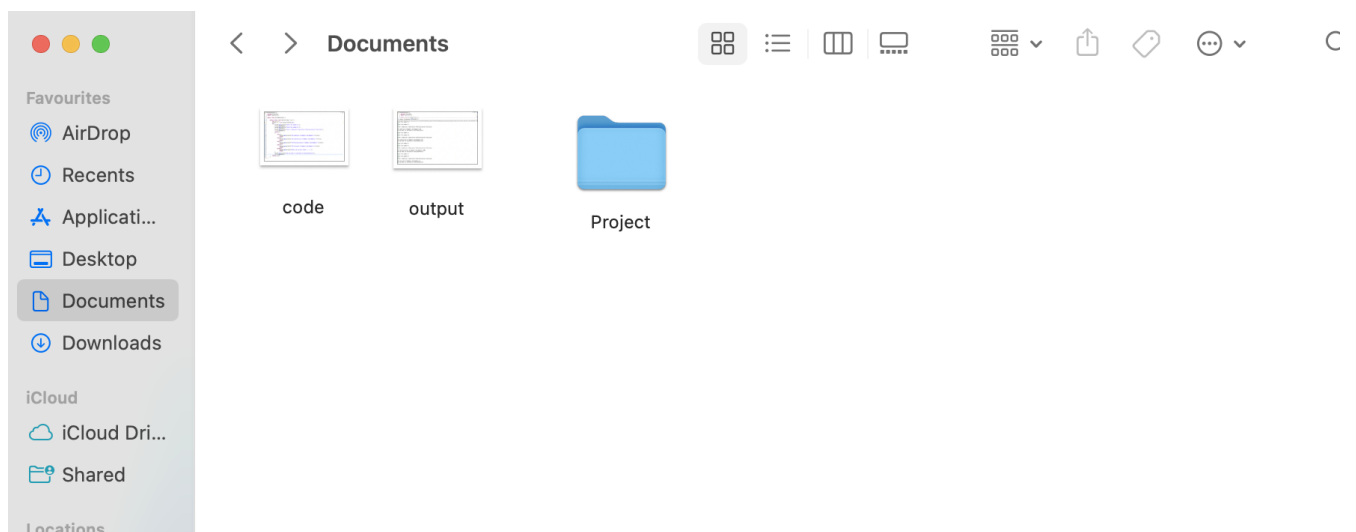 Documents
Favourites
AirDrop
Recents
Applicati...
Desktop
Documents
Downloads
iCloud
iCloud Dri...
Shared
Locations
code
output
Project